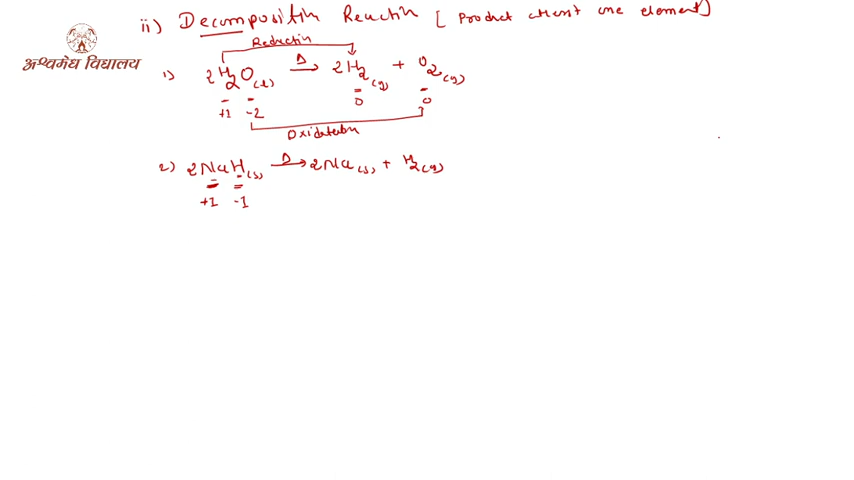 ii) Decomposition Reaction [ Product atleast one element]
Reduction
अश्वमेध विद्यालय
1) 2H₂O(l) Δ→ 2H₂(g) + O₂(g)
+1 -2 0 0
Oxidation
2) 2NaH(s) Δ→ 2Na(s) + H₂(g)
+1 -1